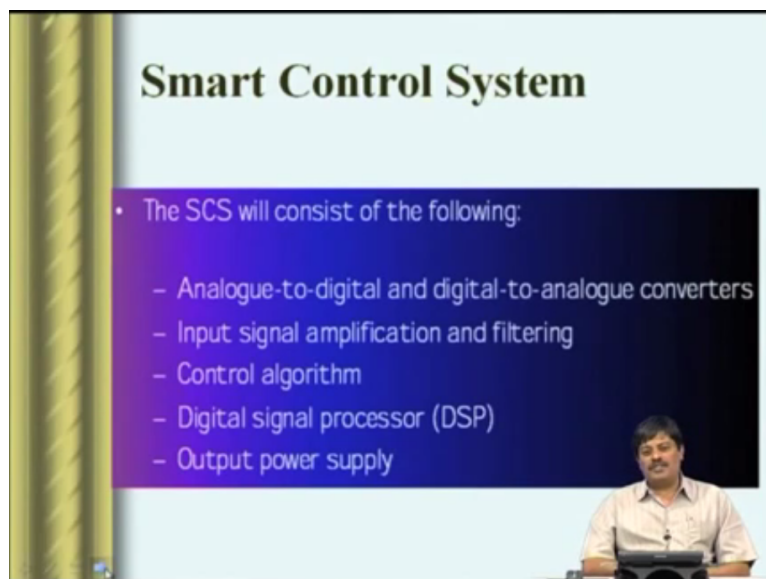 Smart Control System
• The SCS will consist of the following:
– Analogue-to-digital and digital-to-analogue converters
– Input signal amplification and filtering
– Control algorithm
– Digital signal processor (DSP)
– Output power supply